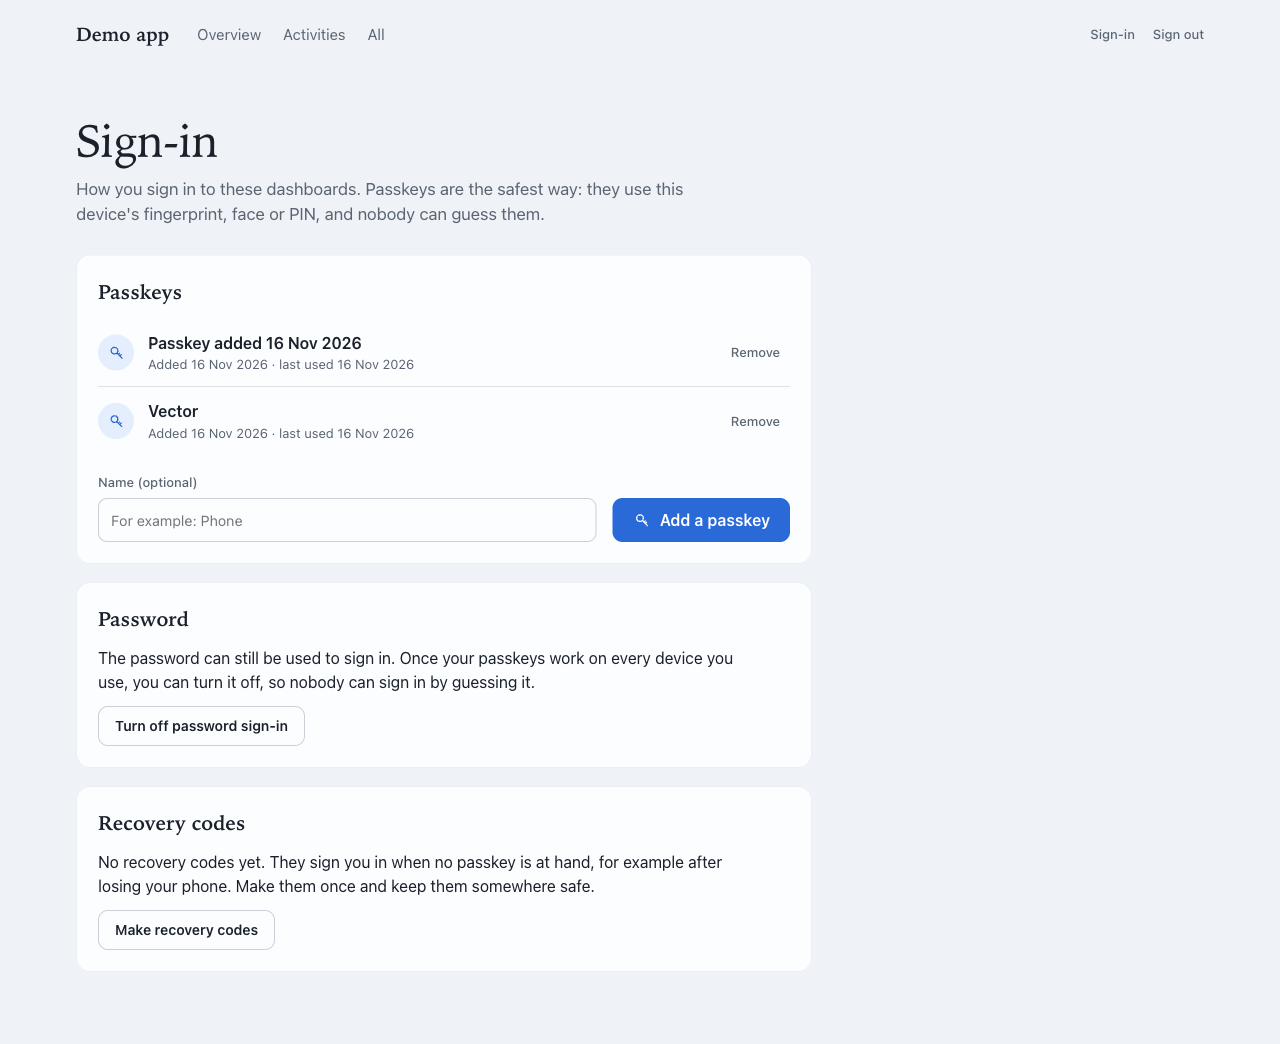 Demo app
Overview
Activities
All
Sign-in
Sign out
Sign-in
How you sign in to these dashboards. Passkeys are the safest way: they use this
device's fingerprint, face or PIN, and nobody can guess them.
Passkeys
Passkey added 16 Nov 2026
Added 16 Nov 2026 · last used 16 Nov 2026
Remove
Vector
Added 16 Nov 2026 · last used 16 Nov 2026
Remove
Name (optional)
For example: Phone
Add a passkey
Password
The password can still be used to sign in. Once your passkeys work on every device you
use, you can turn it off, so nobody can sign in by guessing it.
Turn off password sign-in
Recovery codes
No recovery codes yet. They sign you in when no passkey is at hand, for example after
losing your phone. Make them once and keep them somewhere safe.
Make recovery codes